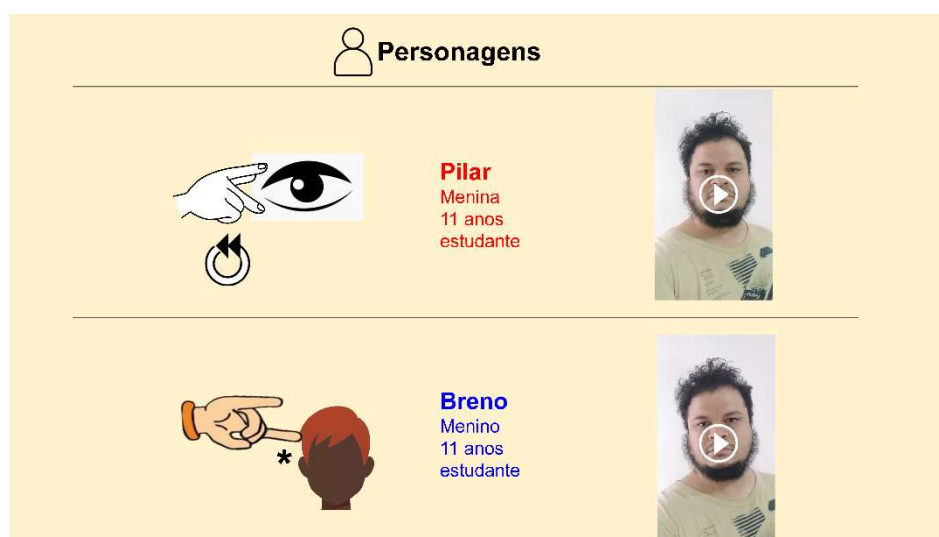 Personagens
Pilar
Menina
11 anos
estudante
*
Breno
Menino
11 anos
estudante